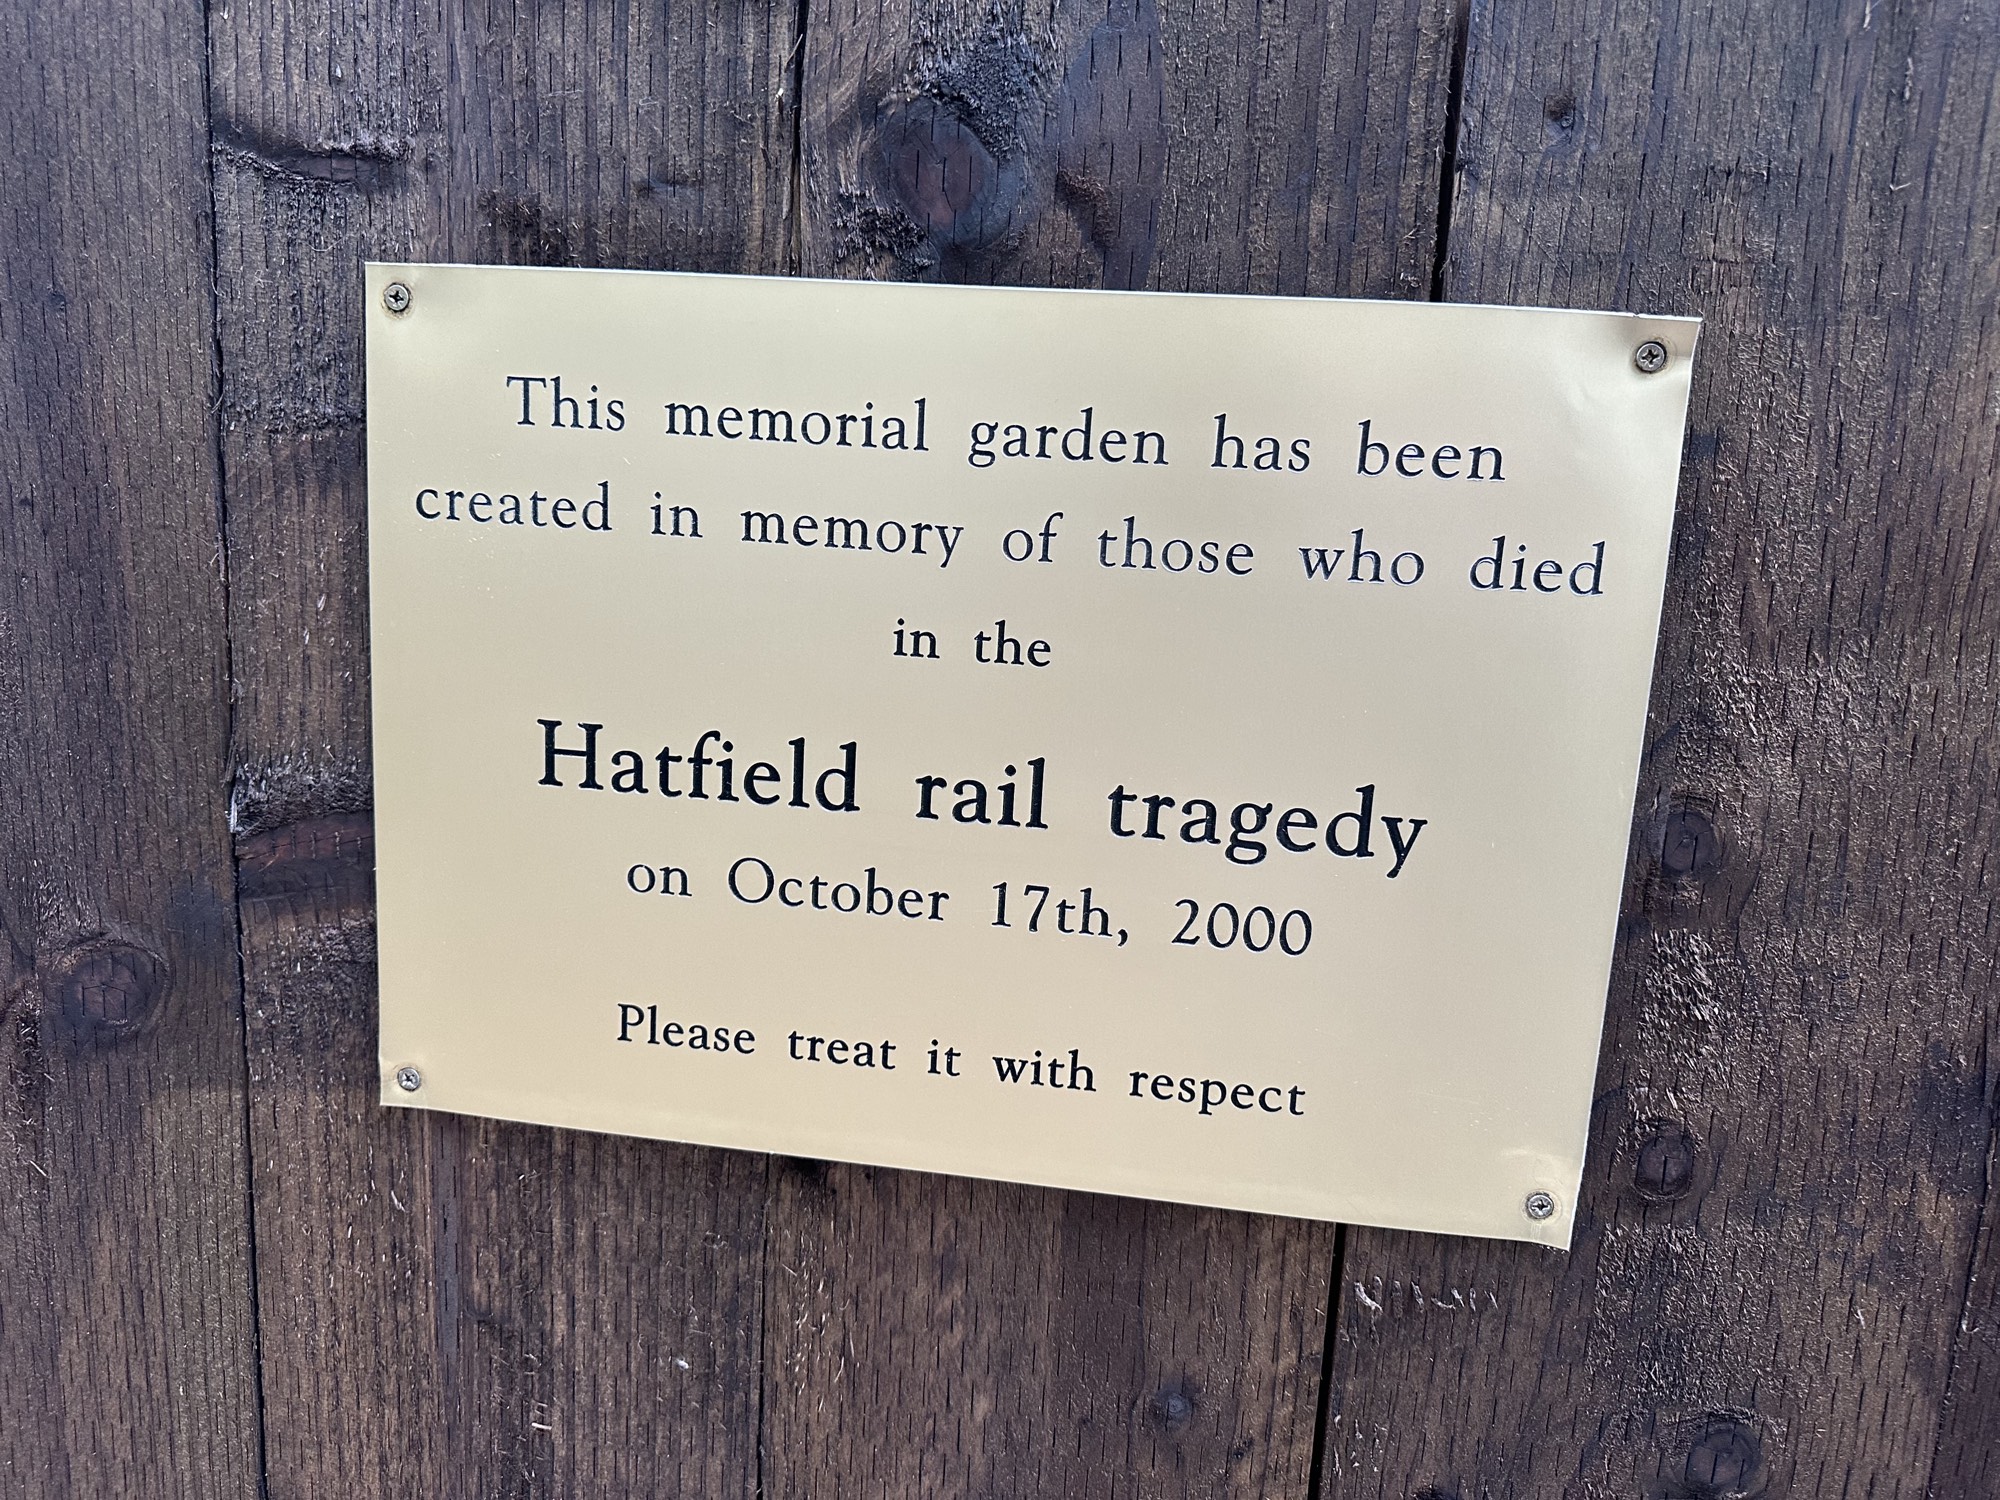 This memorial garden has been
created in memory of those who died
in the
Hatfield rail tragedy
on October 17th, 2000
Please treat it with respect